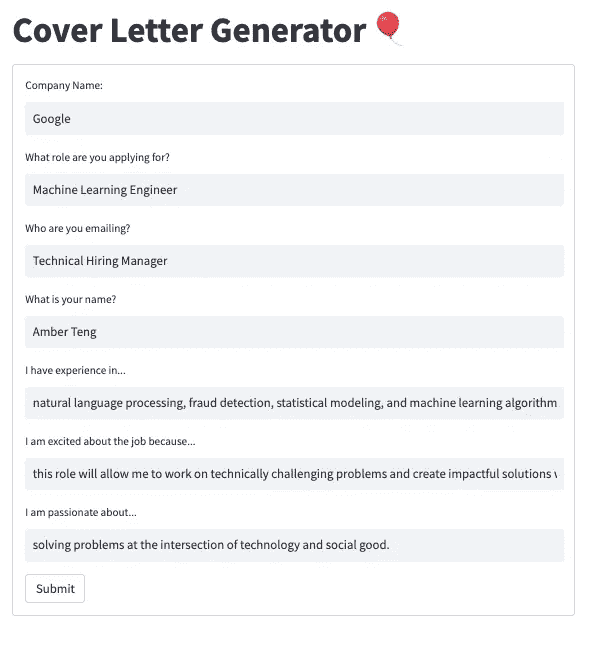 Cover Letter Generator 🎈
Company Name:
Google
What role are you applying for?
Machine Learning Engineer
Who are you emailing?
Technical Hiring Manager
What is your name?
Amber Teng
I have experience in...
natural language processing, fraud detection, statistical modeling, and machine learning algorithm
I am excited about the job because...
this role will allow me to work on technically challenging problems and create impactful solutions
I am passionate about...
solving problems at the intersection of technology and social good.
Submit